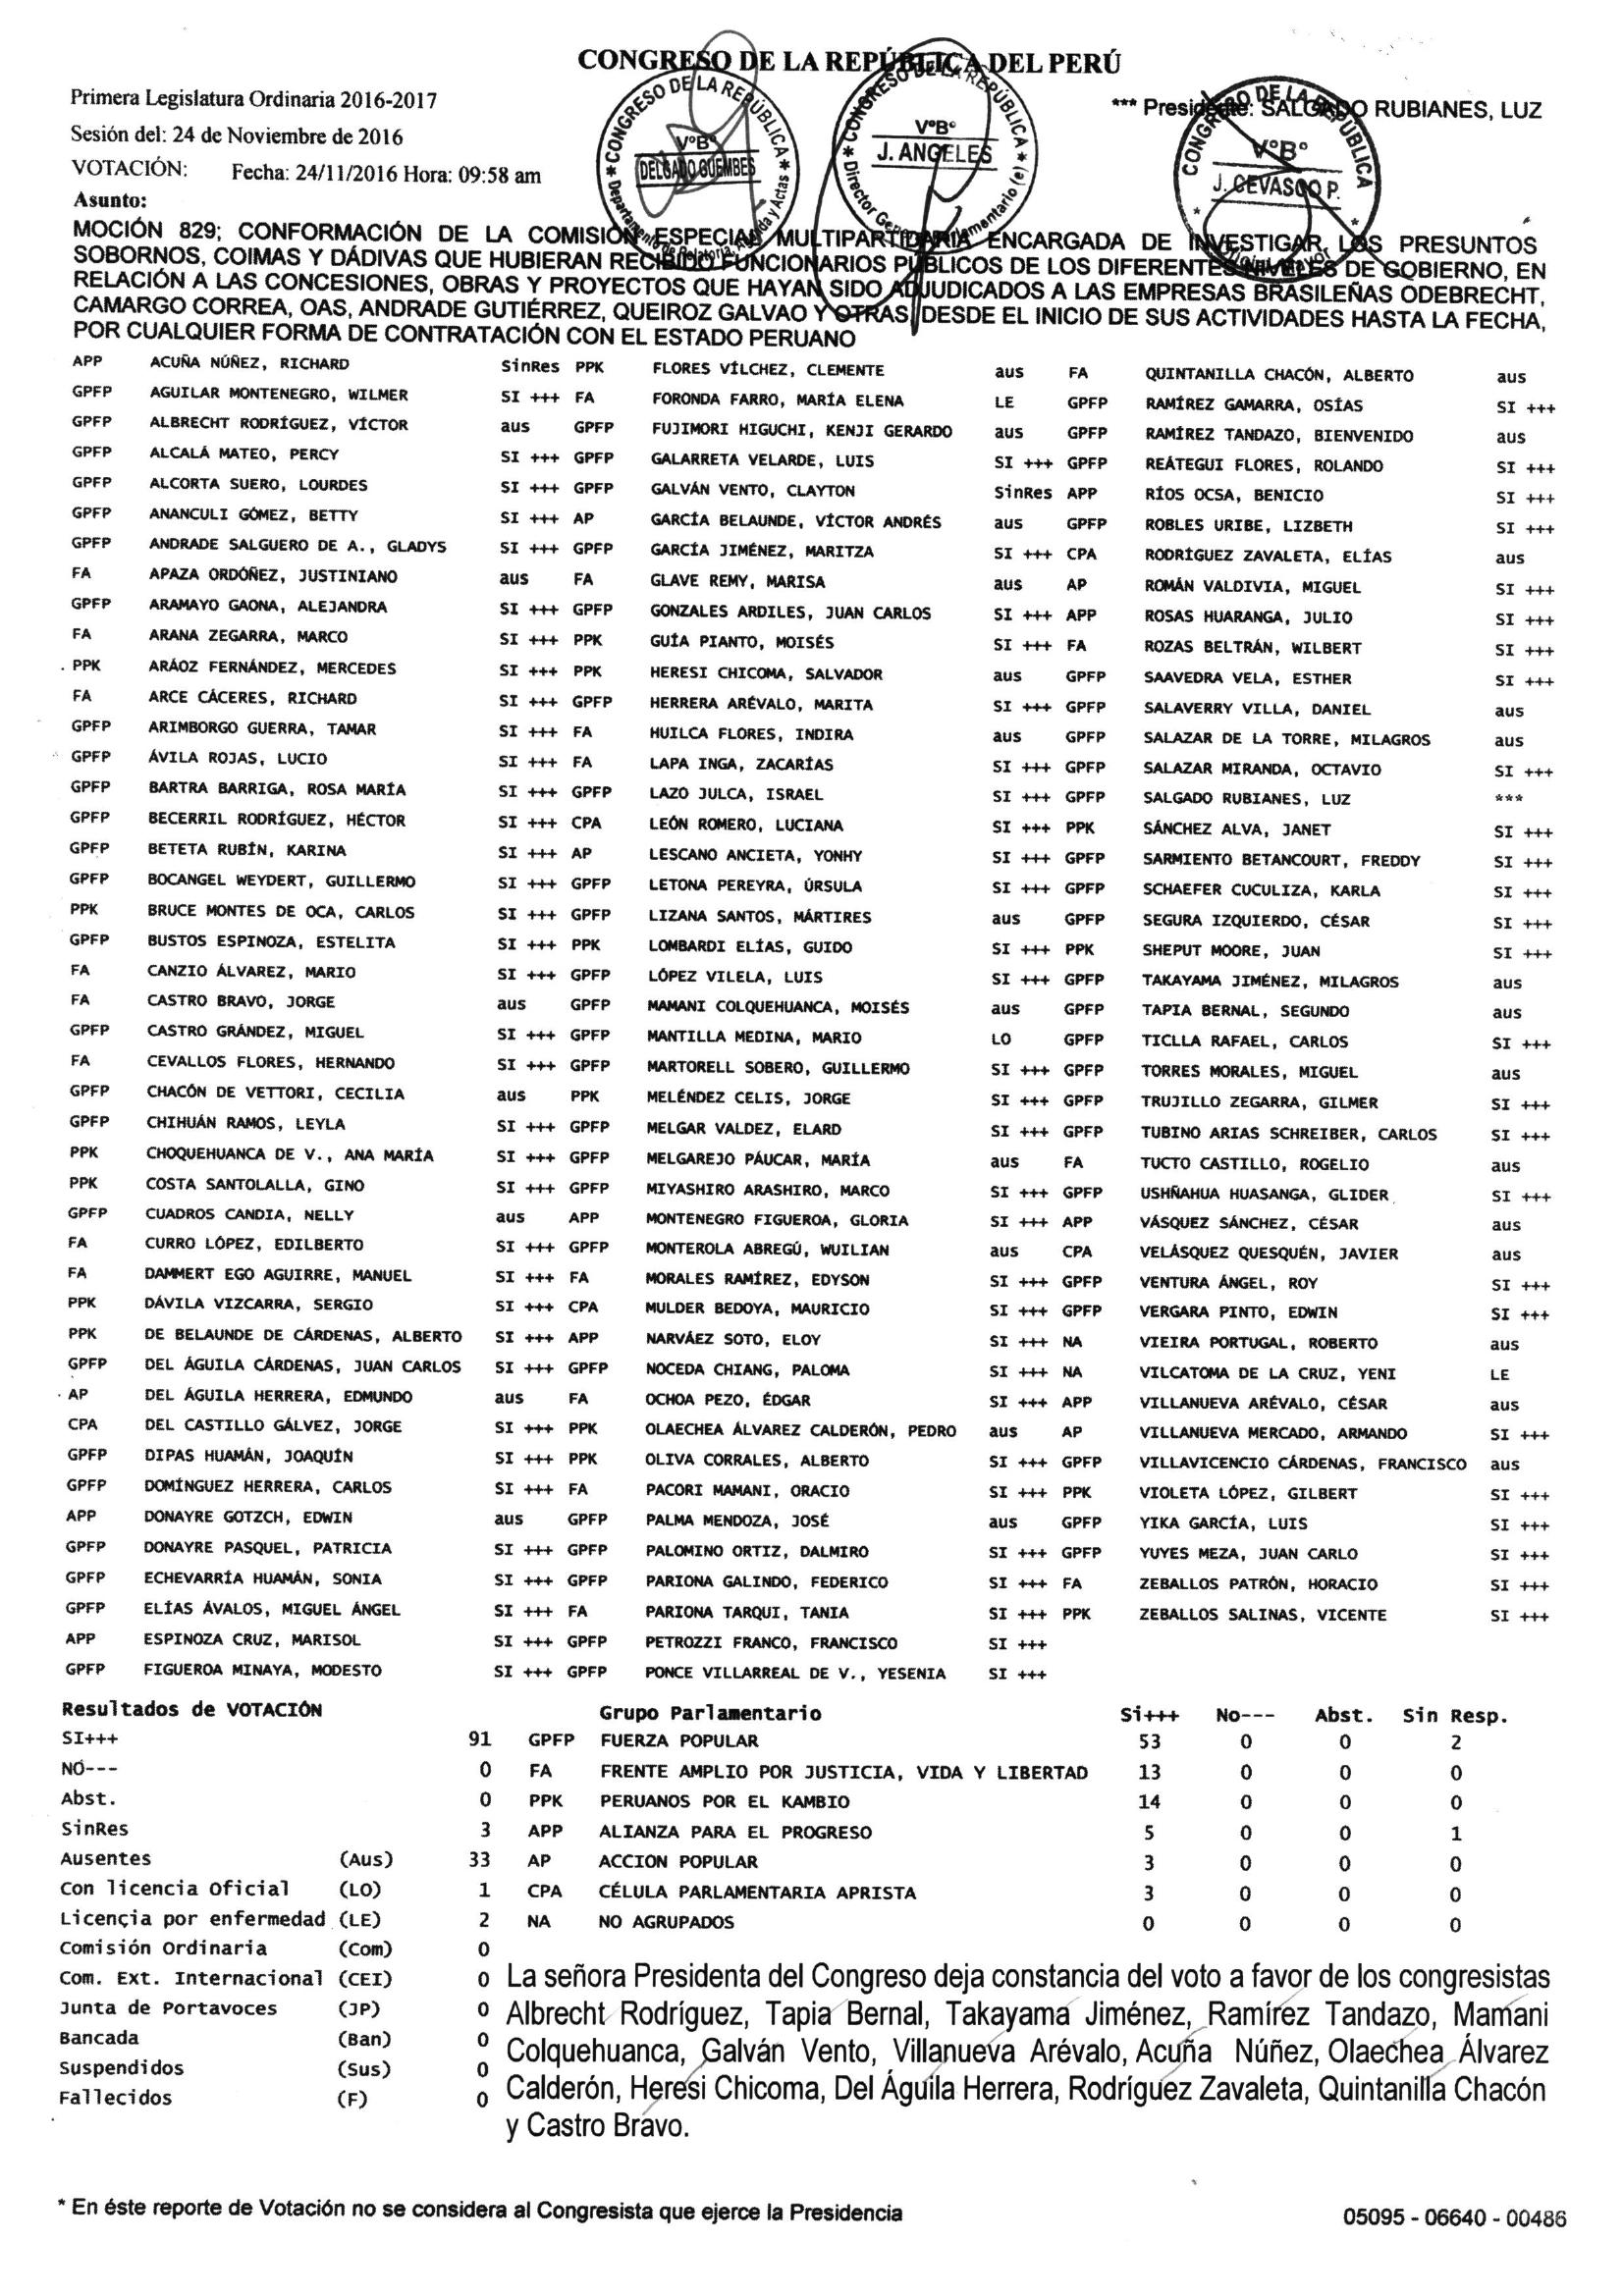 CONGRESO DE LA REPÚBLICA DEL PERÚ
Primera Legislatura Ordinaria 2016-2017
*** Presidente: SALGADO RUBIANES, LUZ
Sesión del: 24 de Noviembre de 2016
VOTACIÓN: Fecha: 24/11/2016 Hora: 09:58 am
CONGRESO DE LA REPÚBLICA
V°B°
DELGADO GUEMBES
CONGRESO DE LA REPÚBLICA
V°B°
J. ANGELES
CONGRESO DE LA REPÚBLICA
V°B°
J. CEVASCO P.
Oficial Mayor
Asunto:
MOCIÓN 829; CONFORMACIÓN DE LA COMISIÓN ESPECIAL MULTIPARTIDARIA ENCARGADA DE INVESTIGAR LOS PRESUNTOS
SOBORNOS, COIMAS Y DÁDIVAS QUE HUBIERAN RECIBIDO FUNCIONARIOS PÚBLICOS DE LOS DIFERENTES NIVELES DE GOBIERNO, EN
RELACIÓN A LAS CONCESIONES, OBRAS Y PROYECTOS QUE HAYAN SIDO ADJUDICADOS A LAS EMPRESAS BRASILEÑAS ODEBRECHT,
CAMARGO CORREA, OAS, ANDRADE GUTIÉRREZ, QUEIROZ GALVAO Y OTRAS, DESDE EL INICIO DE SUS ACTIVIDADES HASTA LA FECHA,
POR CUALQUIER FORMA DE CONTRATACIÓN CON EL ESTADO PERUANO
APP ACUÑA NÚÑEZ, RICHARD SinRes PPK FLORES VÍLCHEZ, CLEMENTE aus FA QUINTANILLA CHACÓN, ALBERTO aus
GPFP AGUILAR MONTENEGRO, WILMER SI +++ FA FORONDA FARRO, MARÍA ELENA LE GPFP RAMÍREZ GAMARRA, OSÍAS SI +++
GPFP ALBRECHT RODRÍGUEZ, VÍCTOR aus GPFP FUJIMORI HIGUCHI, KENJI GERARDO aus GPFP RAMÍREZ TANDAZO, BIENVENIDO aus
GPFP ALCALÁ MATEO, PERCY SI +++ GPFP GALARRETA VELARDE, LUIS SI +++ GPFP REÁTEGUI FLORES, ROLANDO SI +++
GPFP ALCORTA SUERO, LOURDES SI +++ GPFP GALVÁN VENTO, CLAYTON SinRes APP RÍOS OCSA, BENICIO SI +++
GPFP ANANCULI GÓMEZ, BETTY SI +++ AP GARCÍA BELAUNDE, VÍCTOR ANDRÉS aus GPFP ROBLES URIBE, LIZBETH SI +++
GPFP ANDRADE SALGUERO DE A., GLADYS SI +++ GPFP GARCÍA JIMÉNEZ, MARITZA SI +++ CPA RODRÍGUEZ ZAVALETA, ELÍAS aus
FA APAZA ORDÓÑEZ, JUSTINIANO aus FA GLAVE REMY, MARISA aus AP ROMÁN VALDIVIA, MIGUEL SI +++
GPFP ARAMAYO GAONA, ALEJANDRA SI +++ GPFP GONZALES ARDILES, JUAN CARLOS SI +++ APP ROSAS HUARANGA, JULIO SI +++
FA ARANA ZEGARRA, MARCO SI +++ PPK GUÍA PIANTO, MOISÉS SI +++ FA ROZAS BELTRÁN, WILBERT SI +++
PPK ARÁOZ FERNÁNDEZ, MERCEDES SI +++ PPK HERESI CHICOMA, SALVADOR aus GPFP SAAVEDRA VELA, ESTHER SI +++
FA ARCE CÁCERES, RICHARD SI +++ GPFP HERRERA ARÉVALO, MARITA SI +++ GPFP SALAVERRY VILLA, DANIEL aus
GPFP ARIMBORGO GUERRA, TAMAR SI +++ FA HUILCA FLORES, INDIRA aus GPFP SALAZAR DE LA TORRE, MILAGROS aus
GPFP ÁVILA ROJAS, LUCIO SI +++ FA LAPA INGA, ZACARÍAS SI +++ GPFP SALAZAR MIRANDA, OCTAVIO SI +++
GPFP BARTRA BARRIGA, ROSA MARÍA SI +++ GPFP LAZO JULCA, ISRAEL SI +++ GPFP SALGADO RUBIANES, LUZ ***
GPFP BECERRIL RODRÍGUEZ, HÉCTOR SI +++ CPA LEÓN ROMERO, LUCIANA SI +++ PPK SÁNCHEZ ALVA, JANET SI +++
GPFP BETETA RUBÍN, KARINA SI +++ AP LESCANO ANCIETA, YONHY SI +++ GPFP SARMIENTO BETANCOURT, FREDDY SI +++
GPFP BOCANGEL WEYDERT, GUILLERMO SI +++ GPFP LETONA PEREYRA, ÚRSULA SI +++ GPFP SCHAEFER CUCULIZA, KARLA SI +++
PPK BRUCE MONTES DE OCA, CARLOS SI +++ GPFP LIZANA SANTOS, MÁRTIRES aus GPFP SEGURA IZQUIERDO, CÉSAR SI +++
GPFP BUSTOS ESPINOZA, ESTELITA SI +++ PPK LOMBARDI ELÍAS, GUIDO SI +++ PPK SHEPUT MOORE, JUAN SI +++
FA CANZIO ÁLVAREZ, MARIO SI +++ GPFP LÓPEZ VILELA, LUIS SI +++ GPFP TAKAYAMA JIMÉNEZ, MILAGROS aus
FA CASTRO BRAVO, JORGE aus GPFP MAMANI COLQUEHUANCA, MOISÉS aus GPFP TAPIA BERNAL, SEGUNDO aus
GPFP CASTRO GRÁNDEZ, MIGUEL SI +++ GPFP MANTILLA MEDINA, MARIO LO GPFP TICLLA RAFAEL, CARLOS SI +++
FA CEVALLOS FLORES, HERNANDO SI +++ GPFP MARTORELL SOBERO, GUILLERMO SI +++ GPFP TORRES MORALES, MIGUEL aus
GPFP CHACÓN DE VETTORI, CECILIA aus PPK MELÉNDEZ CELIS, JORGE SI +++ GPFP TRUJILLO ZEGARRA, GILMER SI +++
GPFP CHIHUÁN RAMOS, LEYLA SI +++ GPFP MELGAR VALDEZ, ELARD SI +++ GPFP TUBINO ARIAS SCHREIBER, CARLOS SI +++
PPK CHOQUEHUANCA DE V., ANA MARÍA SI +++ GPFP MELGAREJO PÁUCAR, MARÍA aus FA TUCTO CASTILLO, ROGELIO aus
PPK COSTA SANTOLALLA, GINO SI +++ GPFP MIYASHIRO ARASHIRO, MARCO SI +++ GPFP USHÑAHUA HUASANGA, GLIDER SI +++
GPFP CUADROS CANDIA, NELLY aus APP MONTENEGRO FIGUEROA, GLORIA SI +++ APP VÁSQUEZ SÁNCHEZ, CÉSAR aus
FA CURRO LÓPEZ, EDILBERTO SI +++ GPFP MONTEROLA ABREGÚ, WUILIAN aus CPA VELÁSQUEZ QUESQUÉN, JAVIER aus
FA DAMMERT EGO AGUIRRE, MANUEL SI +++ FA MORALES RAMÍREZ, EDYSON SI +++ GPFP VENTURA ÁNGEL, ROY SI +++
PPK DÁVILA VIZCARRA, SERGIO SI +++ CPA MULDER BEDOYA, MAURICIO SI +++ GPFP VERGARA PINTO, EDWIN SI +++
PPK DE BELAUNDE DE CÁRDENAS, ALBERTO SI +++ APP NARVÁEZ SOTO, ELOY SI +++ NA VIEIRA PORTUGAL, ROBERTO aus
GPFP DEL ÁGUILA CÁRDENAS, JUAN CARLOS SI +++ GPFP NOCEDA CHIANG, PALOMA SI +++ NA VILCATOMA DE LA CRUZ, YENI LE
AP DEL ÁGUILA HERRERA, EDMUNDO aus FA OCHOA PEZO, ÉDGAR SI +++ APP VILLANUEVA ARÉVALO, CÉSAR aus
CPA DEL CASTILLO GÁLVEZ, JORGE SI +++ PPK OLAECHEA ÁLVAREZ CALDERÓN, PEDRO aus AP VILLANUEVA MERCADO, ARMANDO SI +++
GPFP DIPAS HUAMÁN, JOAQUÍN SI +++ PPK OLIVA CORRALES, ALBERTO SI +++ GPFP VILLAVICENCIO CÁRDENAS, FRANCISCO aus
GPFP DOMÍNGUEZ HERRERA, CARLOS SI +++ FA PACORI MAMANI, ORACIO SI +++ PPK VIOLETA LÓPEZ, GILBERT SI +++
APP DONAYRE GOTZCH, EDWIN aus GPFP PALMA MENDOZA, JOSÉ aus GPFP YIKA GARCÍA, LUIS SI +++
GPFP DONAYRE PASQUEL, PATRICIA SI +++ GPFP PALOMINO ORTIZ, DALMIRO SI +++ GPFP YUYES MEZA, JUAN CARLO SI +++
GPFP ECHEVARRÍA HUAMÁN, SONIA SI +++ GPFP PARIONA GALINDO, FEDERICO SI +++ FA ZEBALLOS PATRÓN, HORACIO SI +++
GPFP ELÍAS ÁVALOS, MIGUEL ÁNGEL SI +++ FA PARIONA TARQUI, TANIA SI +++ PPK ZEBALLOS SALINAS, VICENTE SI +++
APP ESPINOZA CRUZ, MARISOL SI +++ GPFP PETROZZI FRANCO, FRANCISCO SI +++
GPFP FIGUEROA MINAYA, MODESTO SI +++ GPFP PONCE VILLARREAL DE V., YESENIA SI +++
Resultados de VOTACIÓN Grupo Parlamentario Si+++ No--- Abst. Sin Resp.
SI+++ 91 GPFP FUERZA POPULAR 53 0 0 2
NO--- 0 FA FRENTE AMPLIO POR JUSTICIA, VIDA Y LIBERTAD 13 0 0 0
Abst. 0 PPK PERUANOS POR EL KAMBIO 14 0 0 0
SinRes 3 APP ALIANZA PARA EL PROGRESO 5 0 0 1
Ausentes (Aus) 33 AP ACCION POPULAR 3 0 0 0
Con licencia Oficial (LO) 1 CPA CÉLULA PARLAMENTARIA APRISTA 3 0 0 0
Licencia por enfermedad (LE) 2 NA NO AGRUPADOS 0 0 0 0
Comisión Ordinaria (Com) 0
Com. Ext. Internacional (CEI) 0
Junta de Portavoces (JP) 0
Bancada (Ban) 0
Suspendidos (Sus) 0
Fallecidos (F) 0
La señora Presidenta del Congreso deja constancia del voto a favor de los congresistas
Albrecht Rodríguez, Tapia Bernal, Takayama Jiménez, Ramírez Tandazo, Mamani
Colquehuanca, Galván Vento, Villanueva Arévalo, Acuña Núñez, Olaechea Álvarez
Calderón, Heresi Chicoma, Del Águila Herrera, Rodríguez Zavaleta, Quintanilla Chacón
y Castro Bravo.
* En éste reporte de Votación no se considera al Congresista que ejerce la Presidencia
05095 - 06640 - 00486